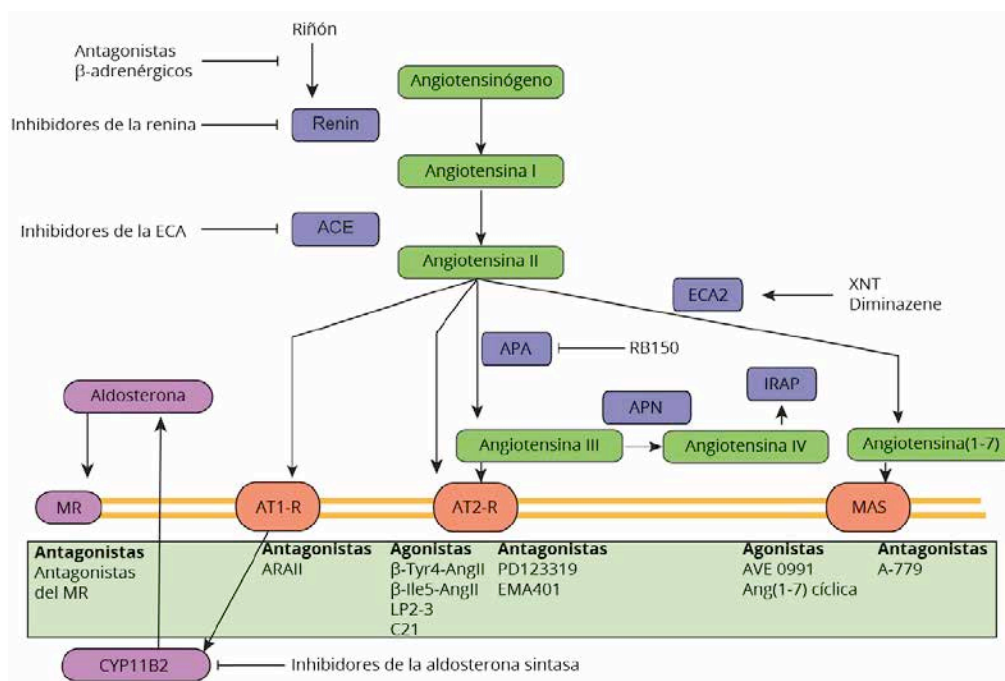 Riñón
Antagonistas
β-adrenérgicos
Angiotensinógeno
Inhibidores de la renina
Renin
Angiotensina I
Inhibidores de la ECA
ACE
Angiotensina II
ECA2
XNT
Diminazene
APA
RB150
IRAP
Aldosterona
APN
Angiotensina III
Angiotensina IV
Angiotensina(1-7)
MR
AT1-R
AT2-R
MAS
Antagonistas
Antagonistas
del MR
Antagonistas
ARAII
Agonistas
β-Tyr4-AngII
β-Ile5-AngII
LP2-3
C21
Antagonistas
PD123319
EMA401
Agonistas
AVE 0991
Ang(1-7) cíclica
Antagonistas
A-779
CYP11B2
Inhibidores de la aldosterona sintasa